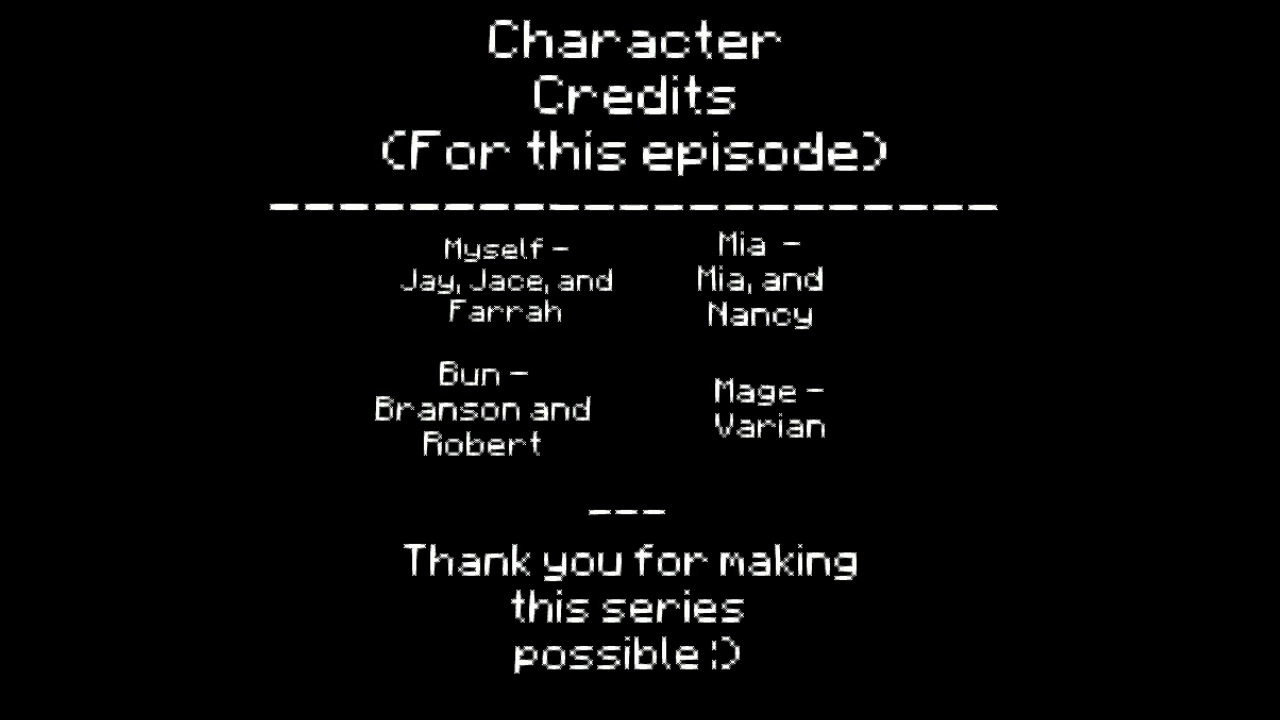 Character
Credits
(For this episode)
---------------------
Myself -
Jay, Jace, and
Farrah
Mia -
Mia, and
Nancy
Bun -
Branson and
Robert
Mage -
Varian
---
Thank you for making
this series
possible :)